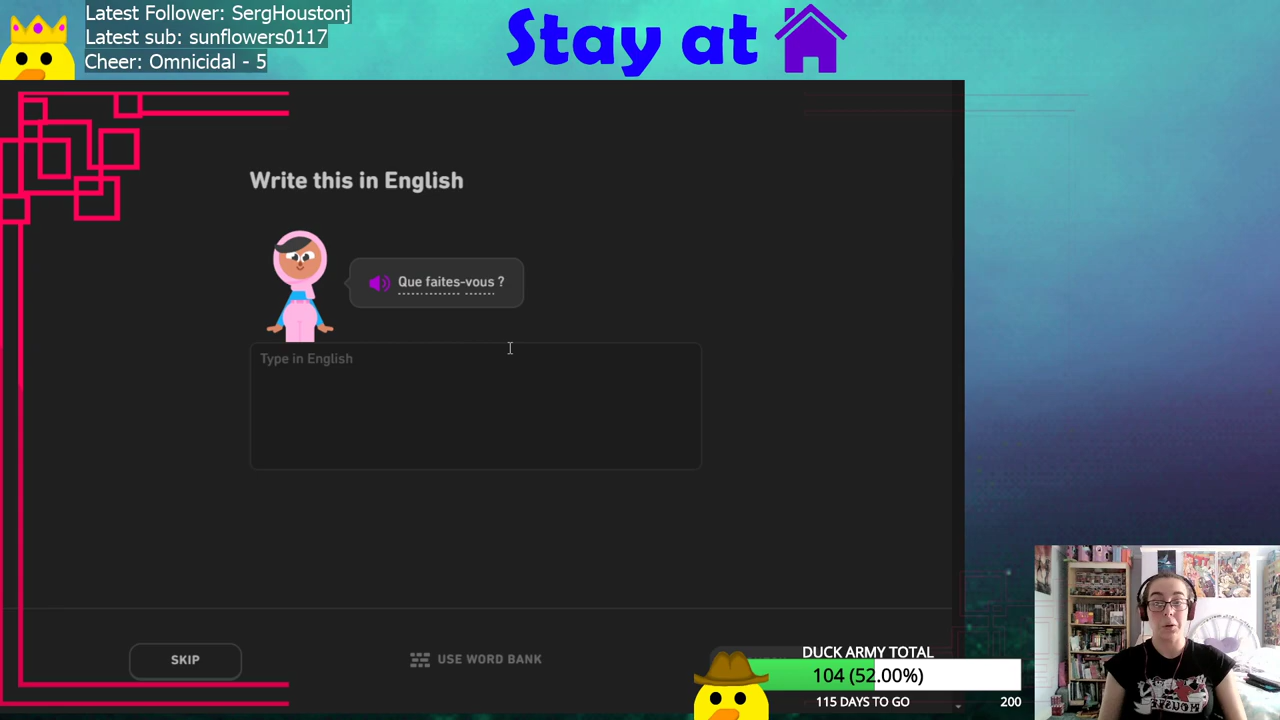 Latest Follower: SergHoustonj
Latest sub: sunflowers0117
Cheer: Omnicidal - 5
Stay at
Write this in English
Que faites-vous ?
Type in English
SKIP
USE WORD BANK
DUCK ARMY TOTAL
104 (52.00%)
115 DAYS TO GO
200